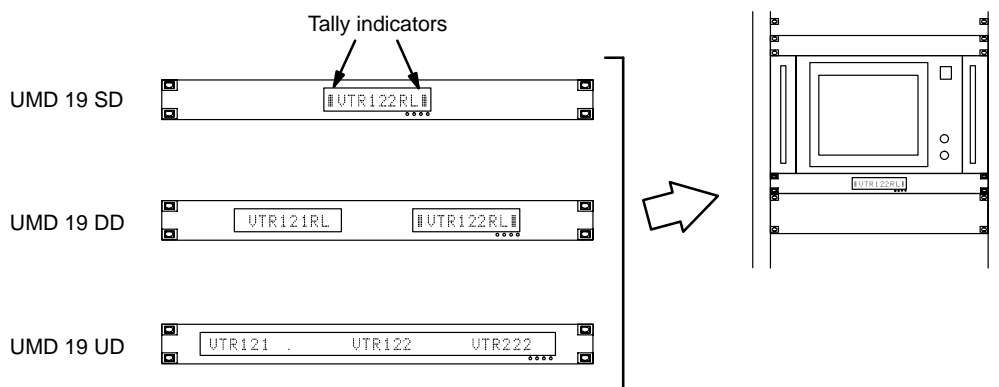 Tally indicators
UMD 19 SD
VTR122RL
UMD 19 DD
VTR121RL VTR122RL
UMD 19 UD
VTR121 . VTR122 VTR222
VTR122RL